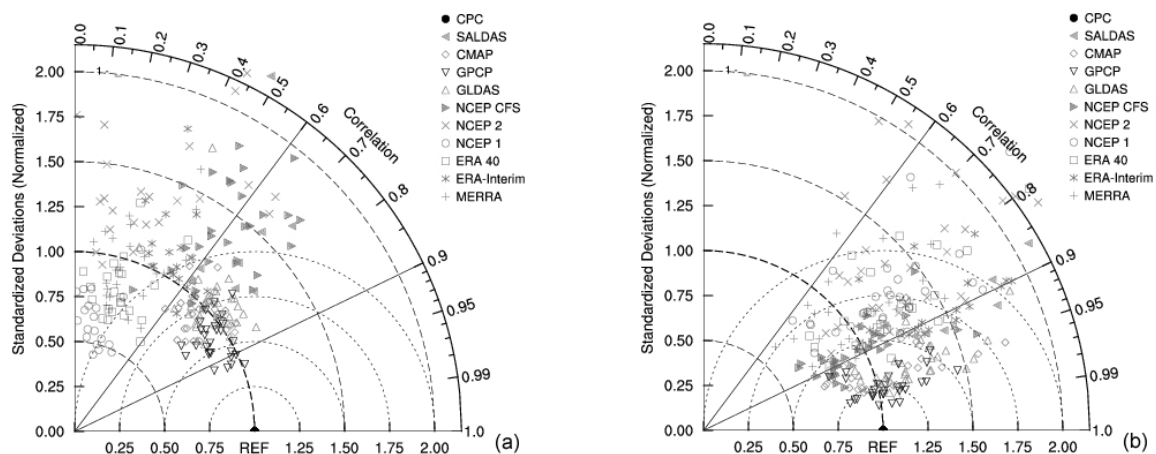 CPC
SALDAS
CMAP
GPCP
GLDAS
NCEP CFS
NCEP 2
NCEP 1
ERA 40
ERA-Interim
MERRA
Correlation
0.0 0.1 0.2 0.3 0.4 0.5 0.6 0.7 0.8 0.9 0.95 0.99 1.0
Standardized Deviations (Normalized)
2.00
1.75
1.50
1.25
1.00
0.75
0.50
0.25
0.00
0.25 0.50 0.75 REF 1.25 1.50 1.75 2.00
(a)
CPC
SALDAS
CMAP
GPCP
GLDAS
NCEP CFS
NCEP 2
NCEP 1
ERA 40
ERA-Interim
MERRA
Correlation
0.0 0.1 0.2 0.3 0.4 0.5 0.6 0.7 0.8 0.9 0.95 0.99 1.0
Standardized Deviations (Normalized)
2.00
1.75
1.50
1.25
1.00
0.75
0.50
0.25
0.00
0.25 0.50 0.75 REF 1.25 1.50 1.75 2.00
(b)